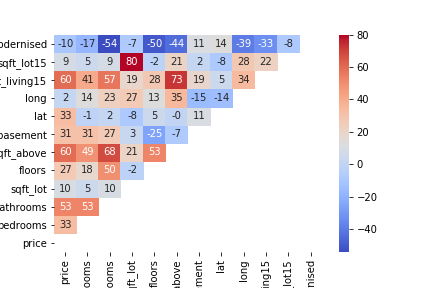 odernised -10 -17 -54 -7 -50 -44 11 14 -39 -33 -8
sqft_lot15 9 5 9 80 -2 21 2 -8 28 22
t_living15 60 41 57 19 28 73 19 5 34
long 2 14 23 27 13 35 -15 -14
lat 33 -1 2 -8 5 -0 11
basement 31 31 27 3 -25 -7
qft_above 60 49 68 21 53
floors 27 18 50 -2
sqft_lot 10 5 10
athrooms 53 53
bedrooms 33
price
price
ooms
ooms
qft_lot
floors
above
ment
lat
long
ing15
lot15
nised
80
60
40
20
0
−20
−40